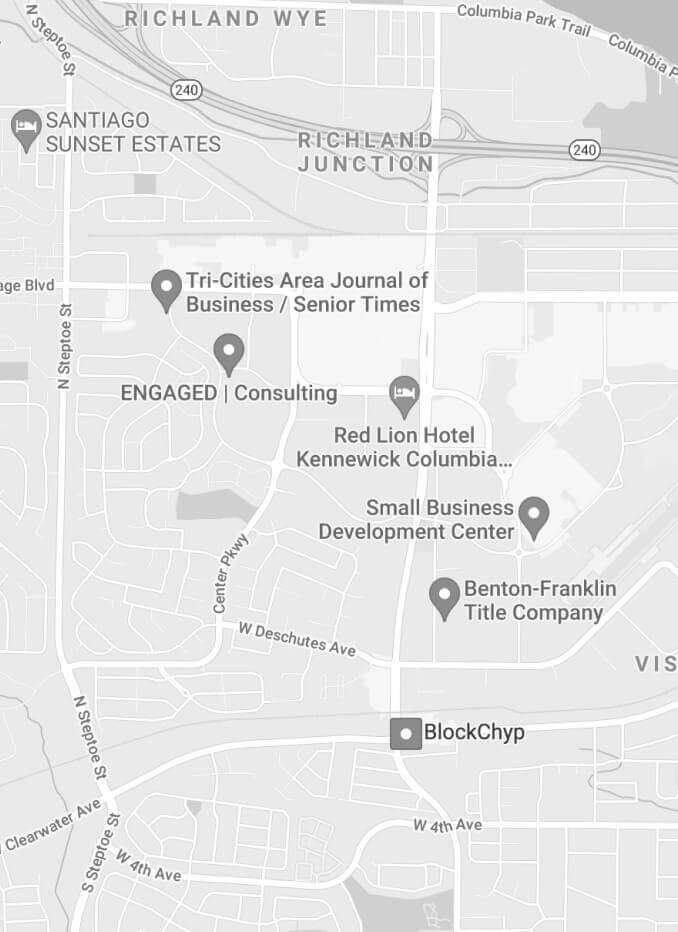 RICHLAND WYE
Columbia Park Trail
Columbia P
N Steptoe St
240
SANTIAGO
SUNSET ESTATES
RICHLAND
JUNCTION
240
age Blvd
Tri-Cities Area Journal of
Business / Senior Times
N Steptoe St
ENGAGED | Consulting
Red Lion Hotel
Kennewick Columbia...
Small Business
Development Center
Center Pkwy
Benton-Franklin
Title Company
W Deschutes Ave
VIS
N Steptoe St
BlockChyp
W Clearwater Ave
W 4th Ave
S Steptoe St
W 4th Ave